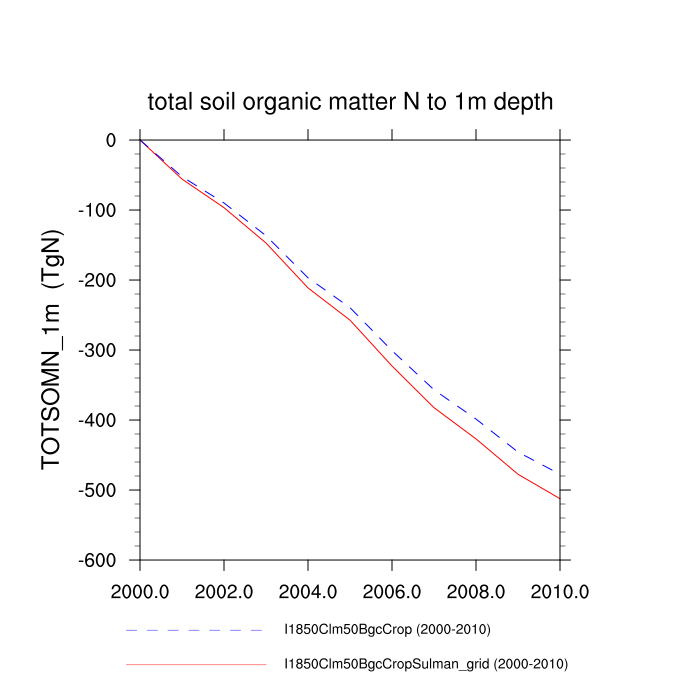 total soil organic matter N to 1m depth
TOTSOMN_1m (TgN)
0
-100
-200
-300
-400
-500
-600
2000.0 2002.0 2004.0 2006.0 2008.0 2010.0
I1850Clm50BgcCrop (2000-2010)
I1850Clm50BgcCropSulman_grid (2000-2010)